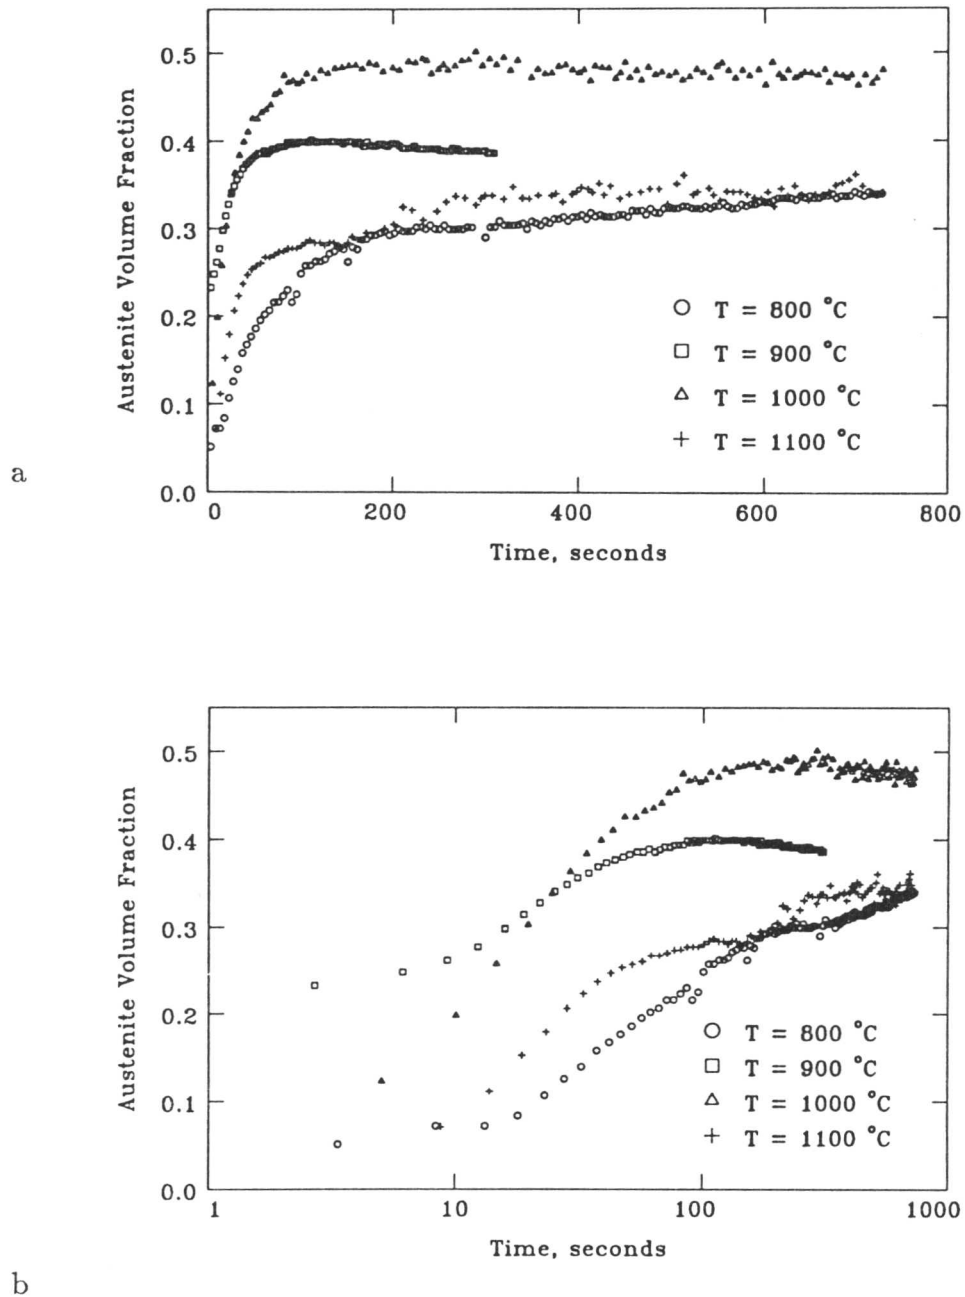 0.5
0.4
0.3
0.2
0.1
0.0
Austenite Volume Fraction
T = 800 °C
T = 900 °C
T = 1000 °C
T = 1100 °C
a
0 200 400 600 800
Time, seconds
0.5
0.4
0.3
0.2
0.1
0.0
Austenite Volume Fraction
T = 800 °C
T = 900 °C
T = 1000 °C
T = 1100 °C
1 10 100 1000
Time, seconds
b